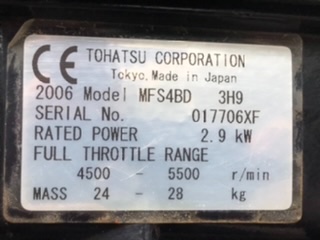 CE TOHATSU CORPORATION
Tokyo. Made in Japan
2006 Model MFS4BD 3H9
SERIAL No. 017706XF
RATED POWER 2.9 kW
FULL THROTTLE RANGE
4500 - 5500 r/min
MASS 24 - 28 kg